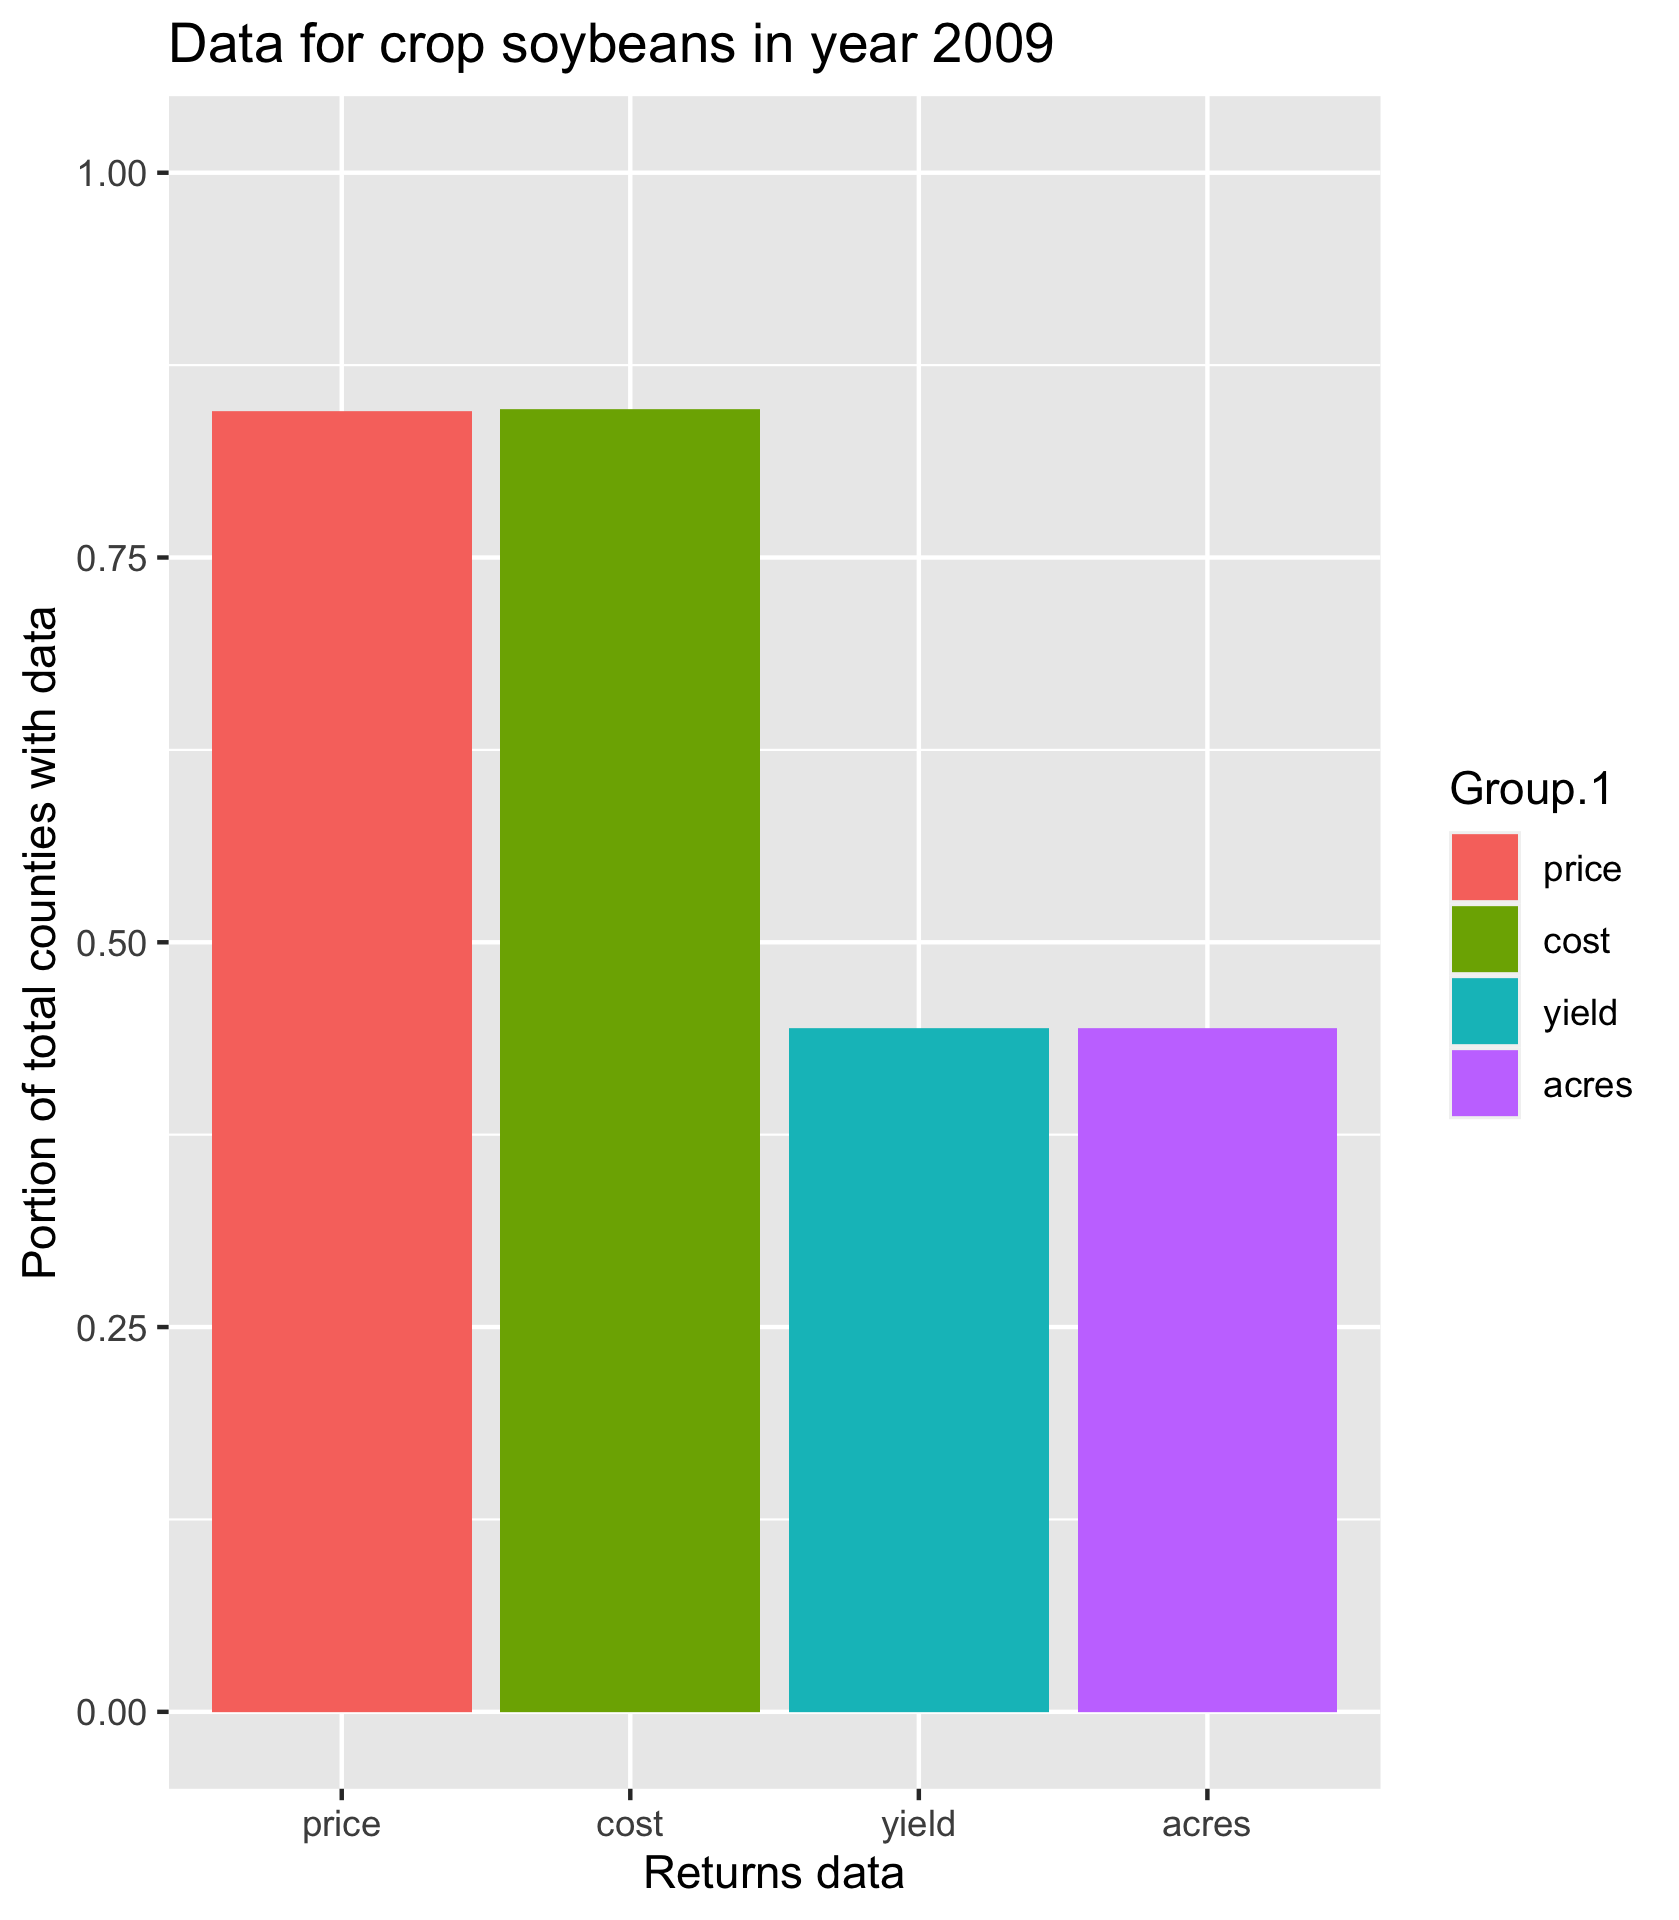 Data for crop soybeans in year 2009
Portion of total counties with data
1.00
0.75
0.50
0.25
0.00
price
cost
yield
acres
Returns data
Group.1
price
cost
yield
acres